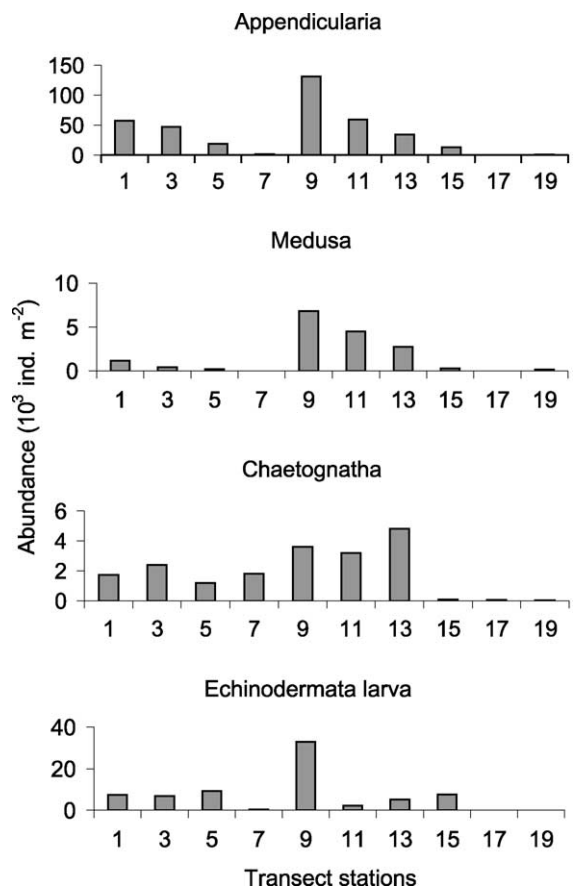 Appendicularia
150
100
50
0
1 3 5 7 9 11 13 15 17 19
Medusa
10
5
0
1 3 5 7 9 11 13 15 17 19
Abundance (10³ ind. m⁻²)
Chaetognatha
6
4
2
0
1 3 5 7 9 11 13 15 17 19
Echinodermata larva
40
20
0
1 3 5 7 9 11 13 15 17 19
Transect stations